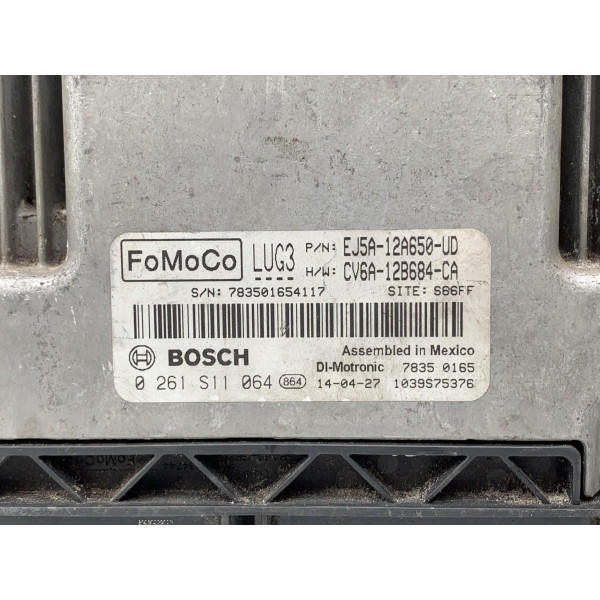 FoMoCo LUG3 P/N: EJ5A-12A650-UD
H/W: CV6A-12B684-CA
S/N: 783501654117 SITE: S86FF
BOSCH Assembled in Mexico
DI-Motronic 7835 0165
0 261 S11 064 864 14-04-27 1039S75376
FoMoCo